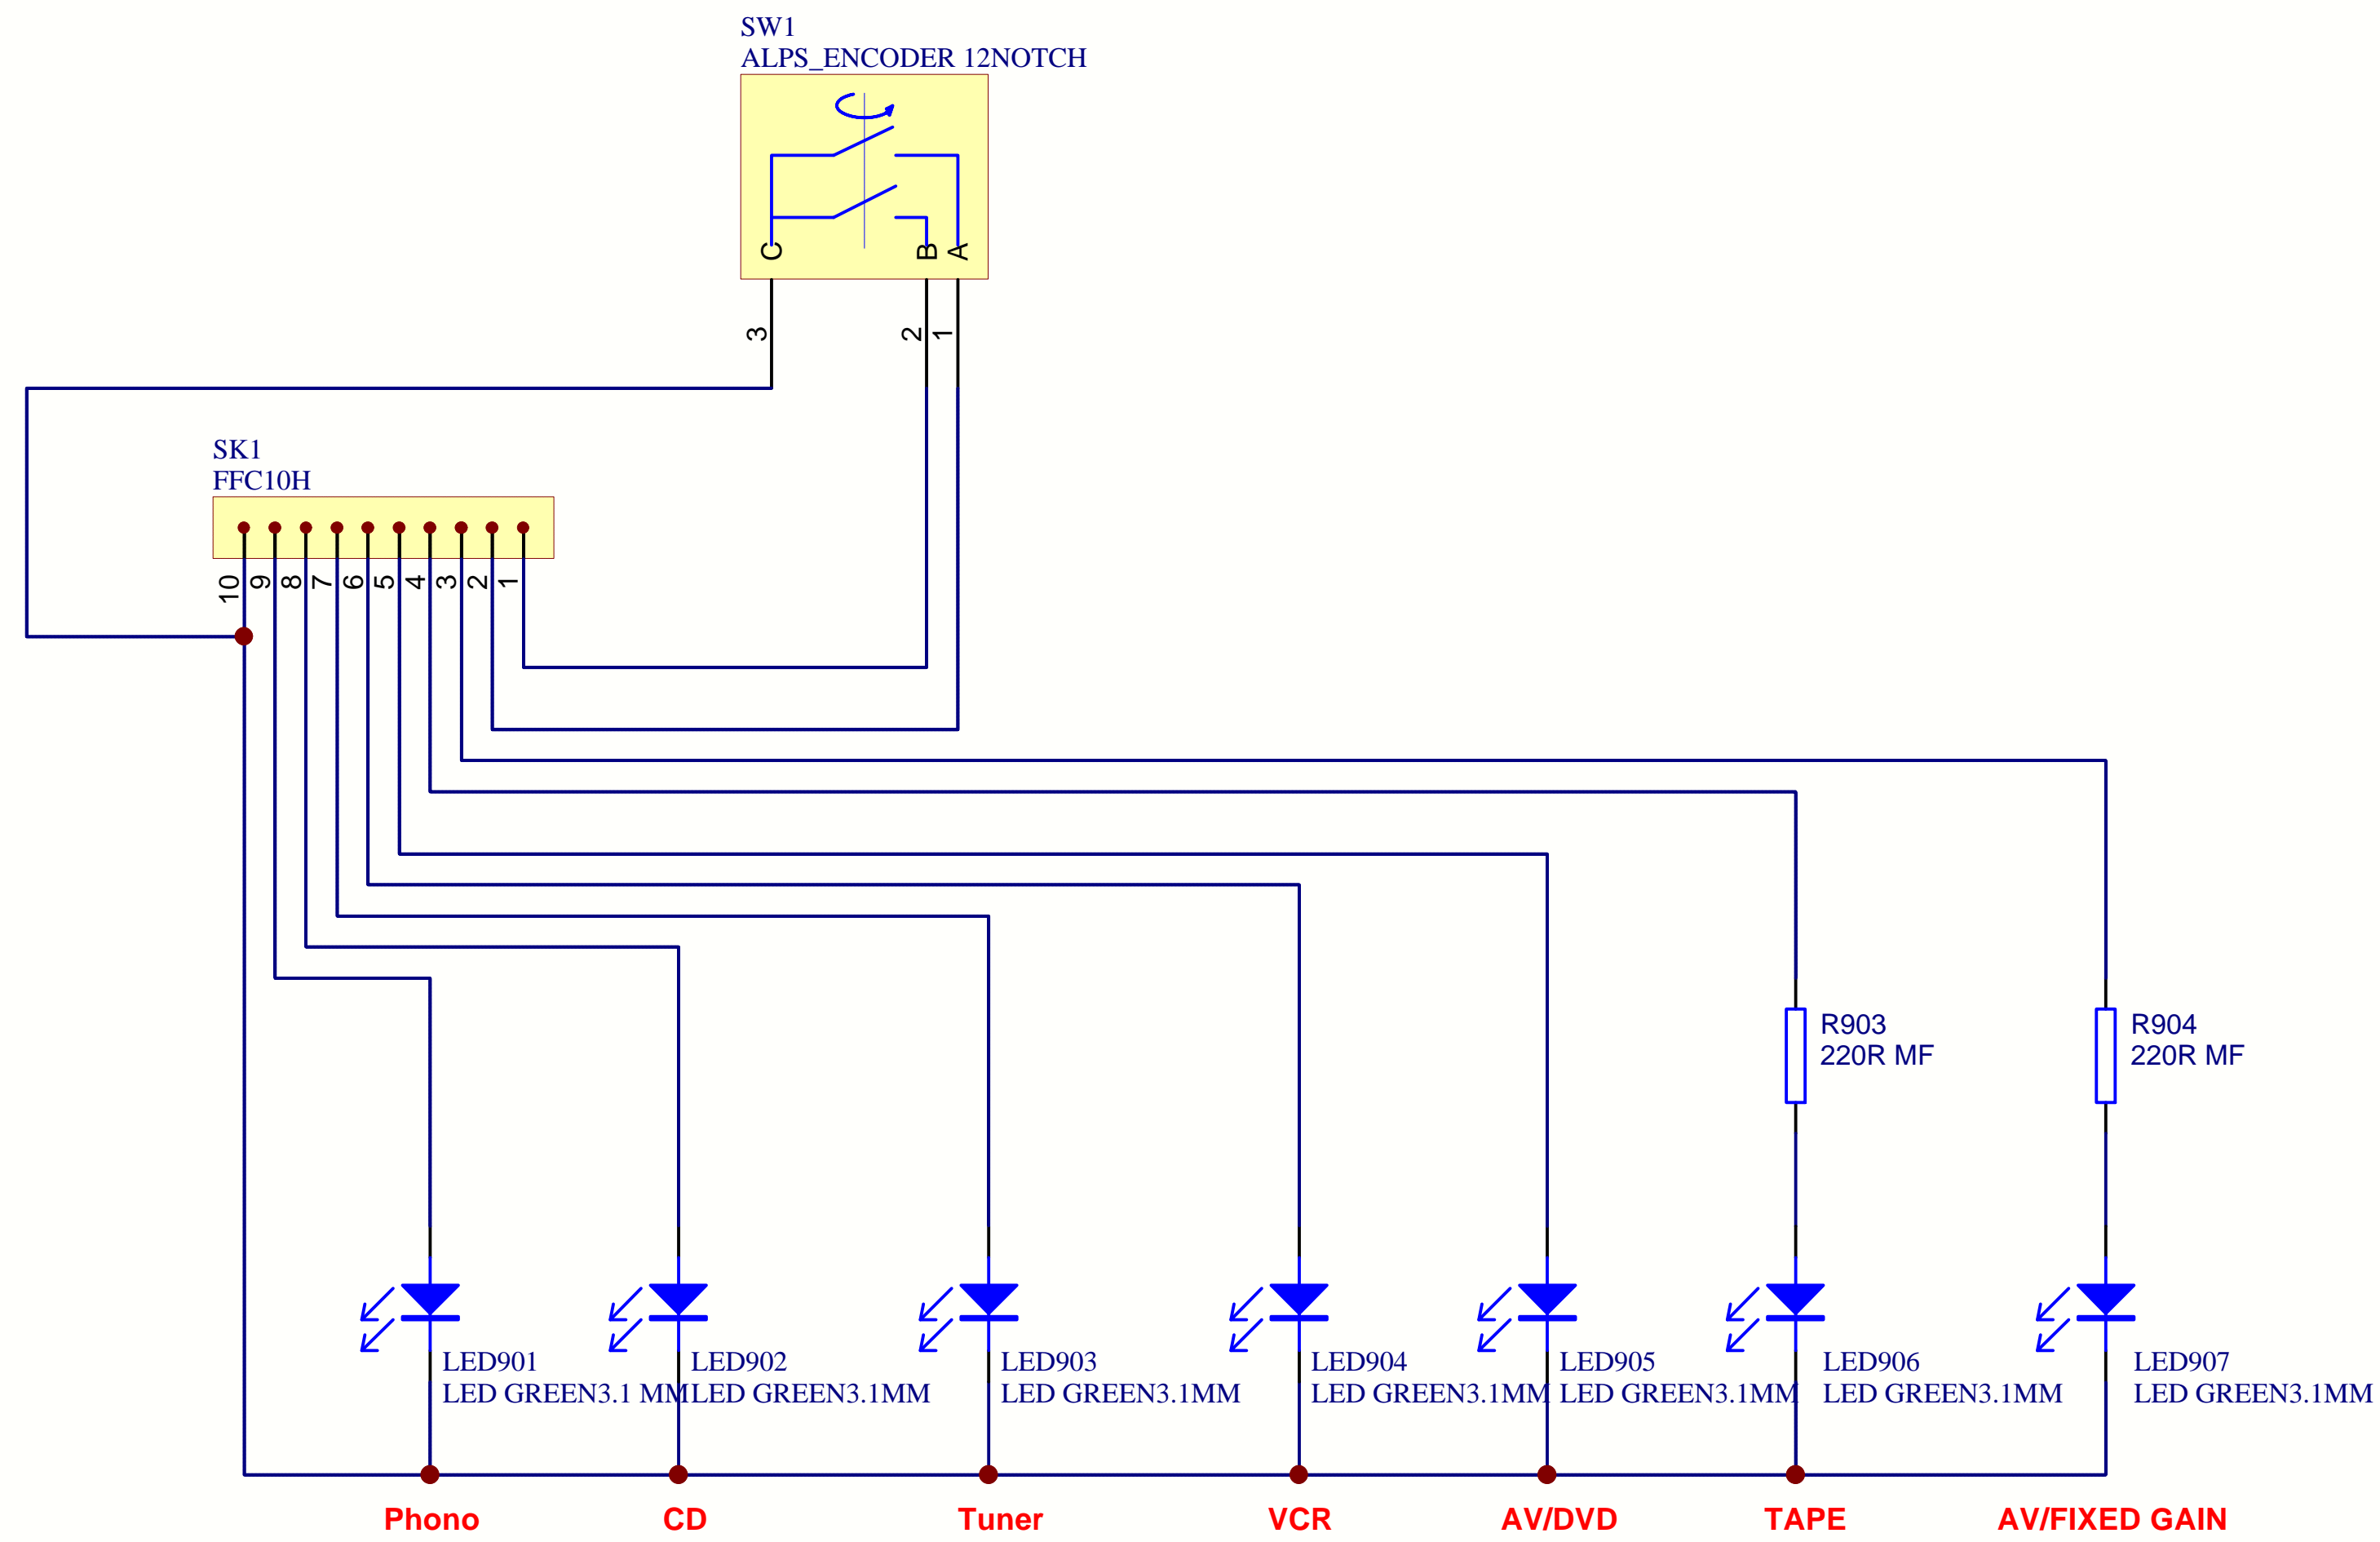 SW1
ALPS_ENCODER 12NOTCH
C
B
A
3
2
1
SK1
FFC10H
10
9
8
7
6
5
4
3
2
1
R903
220R MF
R904
220R MF
LED901
LED GREEN3.1 MM
LED902
LED GREEN3.1MM
LED903
LED GREEN3.1MM
LED904
LED GREEN3.1MM
LED905
LED GREEN3.1MM
LED906
LED GREEN3.1MM
LED907
LED GREEN3.1MM
Phono
CD
Tuner
VCR
AV/DVD
TAPE
AV/FIXED GAIN